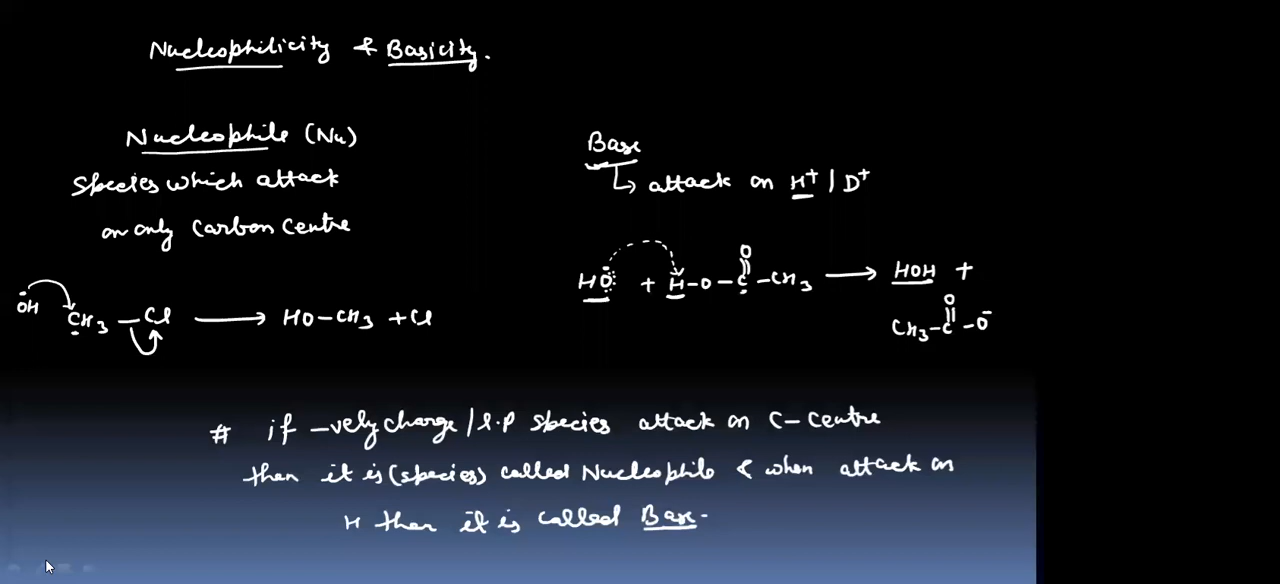 Nucleophilicity & Basicity.
Nucleophile (Nu)
Species which attack
on only Carbon Centre
ŌH CH3 — Cl ⟶ HO–CH3 + Cl
Base
↳ attack on H+ / D+
HŌ + H–O–C(=O)–CH3 ⟶ HOH +
CH3–C(=O)–O⁻
# if –vely charge / l.p species attack on C– Centre
then it is (species) called Nucleophile & when attack on
H then it is called Base.